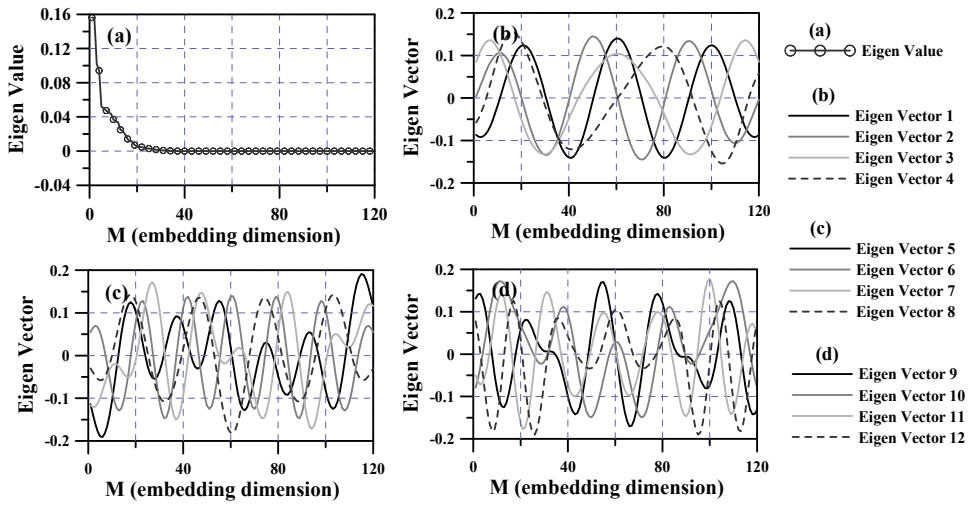 (a)
Eigen Value
0.16
0.12
0.08
0.04
0
-0.04
0 40 80 120
M (embedding dimension)
(b)
Eigen Vector
0.2
0.1
0
-0.1
-0.2
0 40 80 120
M (embedding dimension)
(a)
Eigen Value
(b)
Eigen Vector 1
Eigen Vector 2
Eigen Vector 3
Eigen Vector 4
(c)
Eigen Vector
0.2
0.1
0
-0.1
-0.2
0 40 80 120
M (embedding dimension)
(d)
Eigen Vector
0.2
0.1
0
-0.1
-0.2
0 40 80 120
M (embedding dimension)
(c)
Eigen Vector 5
Eigen Vector 6
Eigen Vector 7
Eigen Vector 8
(d)
Eigen Vector 9
Eigen Vector 10
Eigen Vector 11
Eigen Vector 12